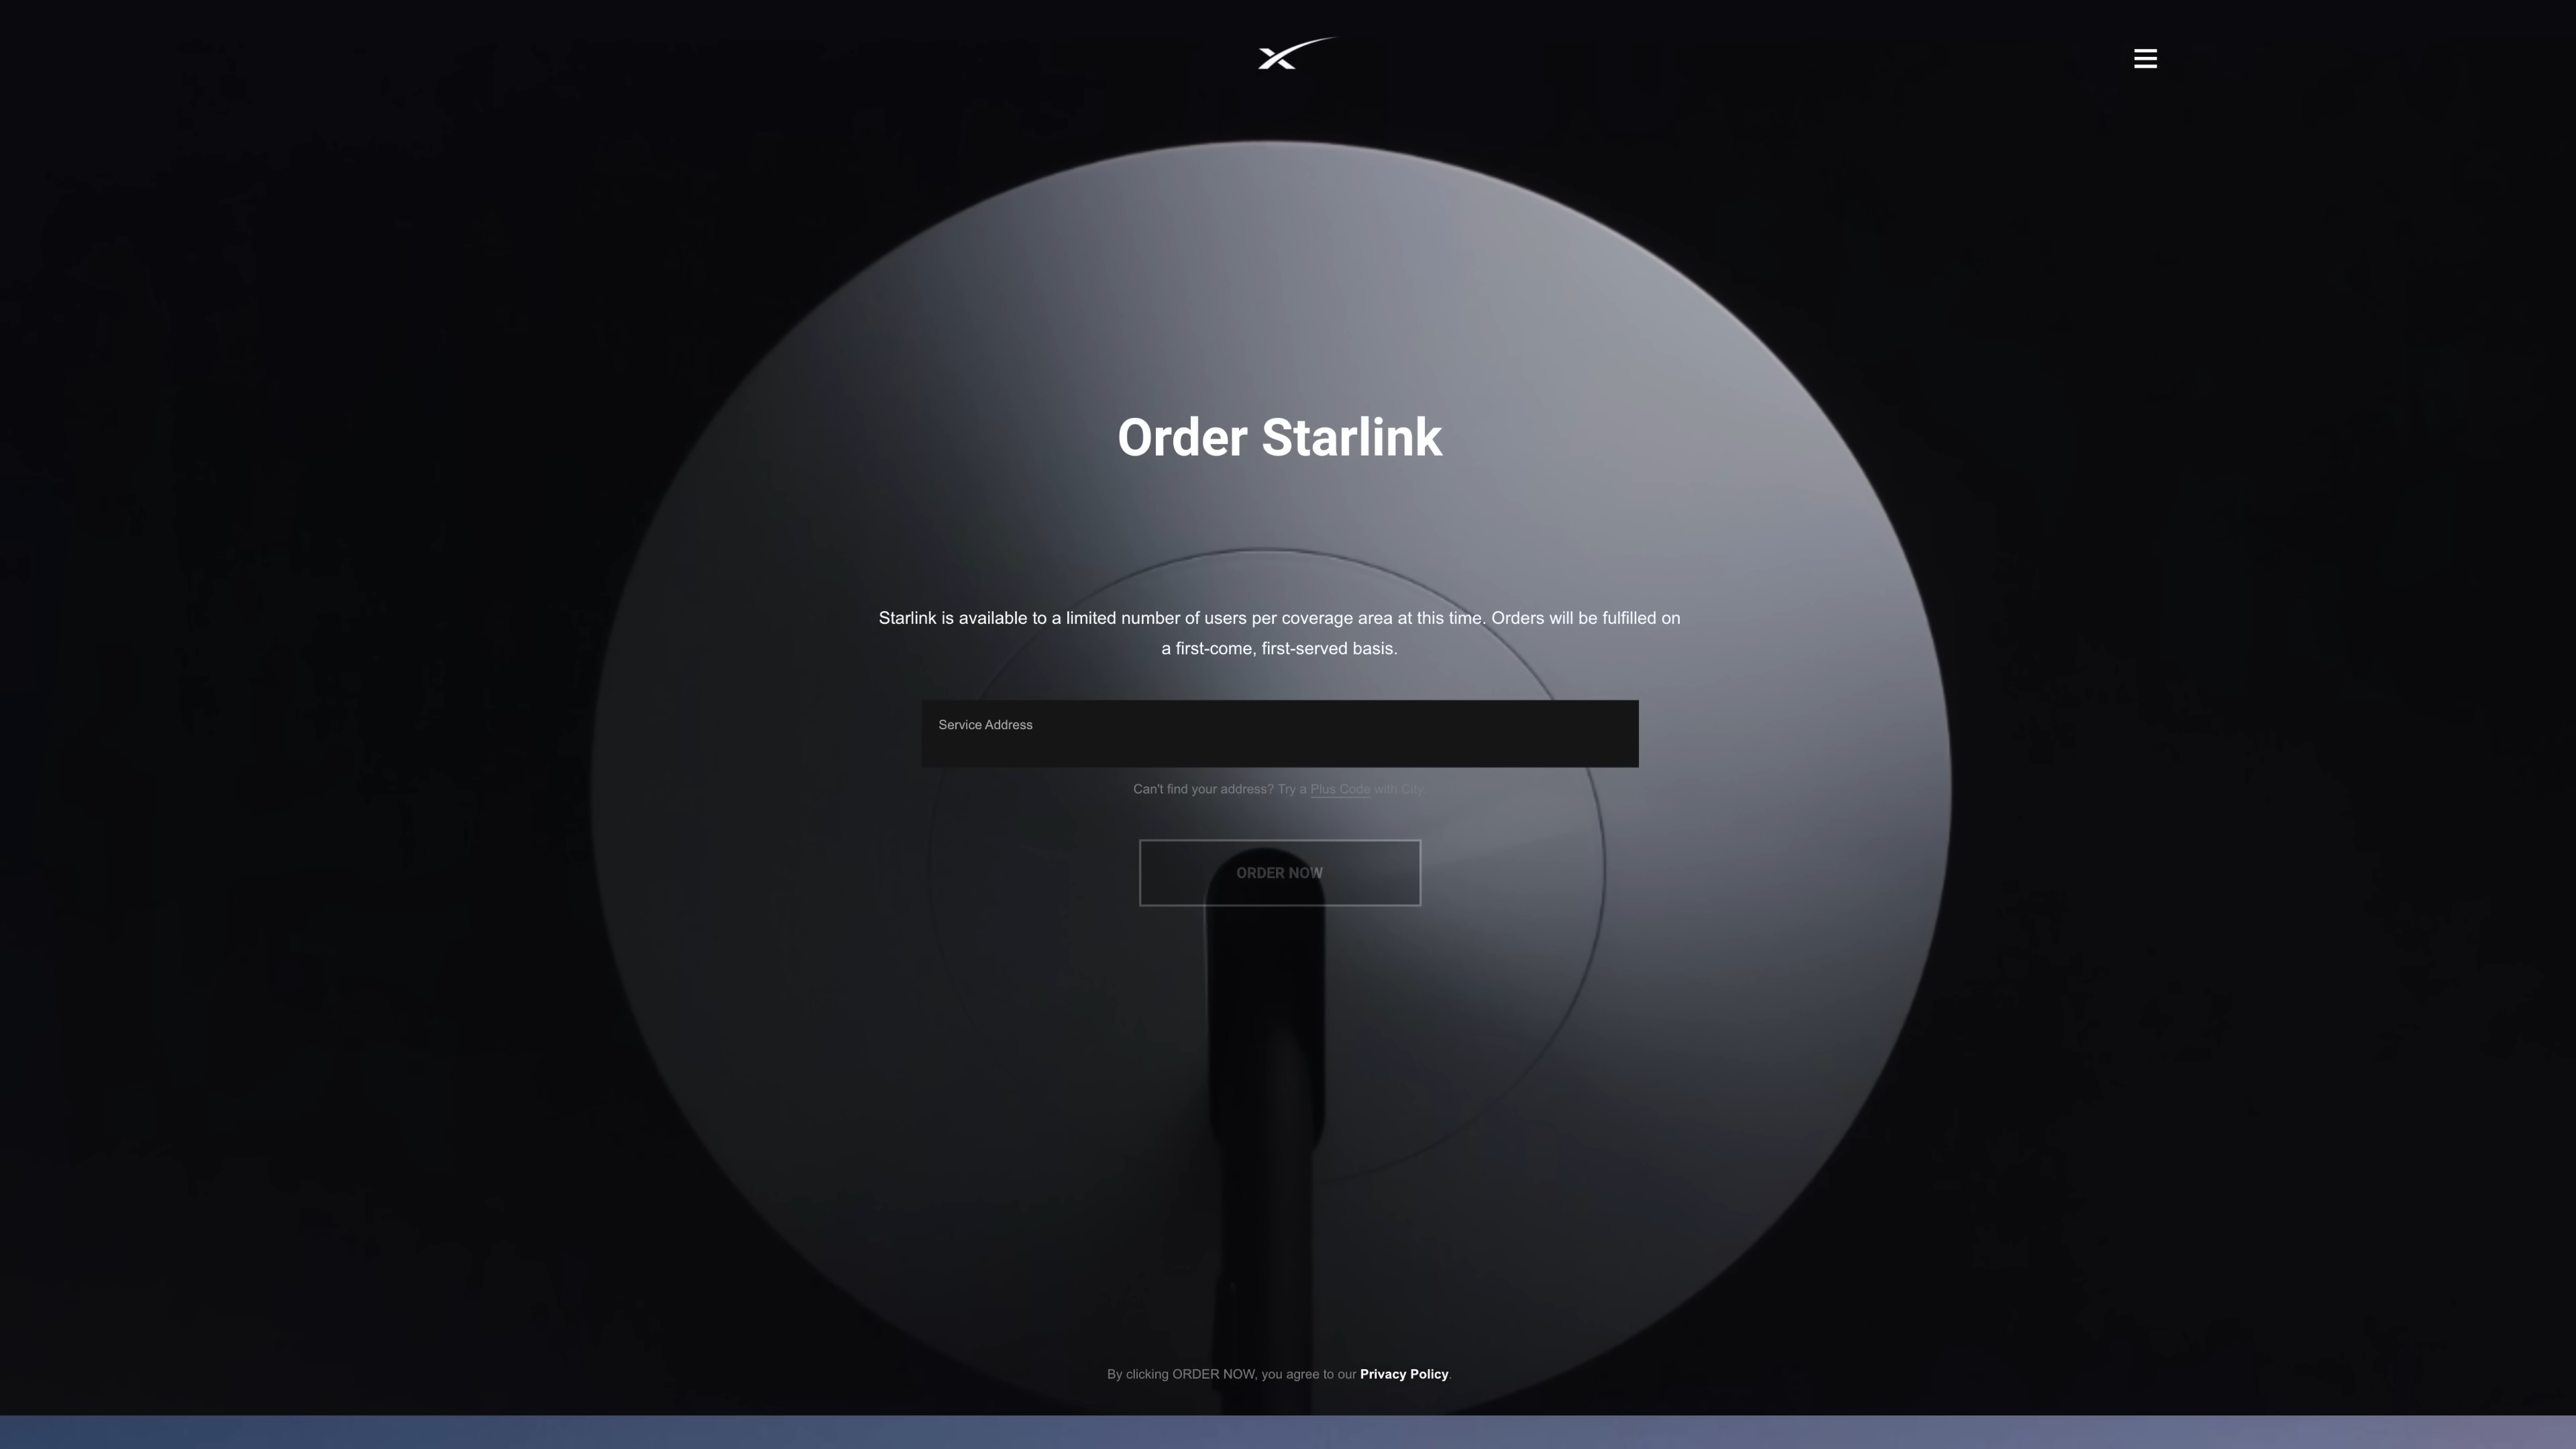 Order Starlink
Starlink is available to a limited number of users per coverage area at this time. Orders will be fulfilled on
a first-come, first-served basis.
Service Address
Can't find your address? Try a Plus Code with City
ORDER NOW
By clicking ORDER NOW, you agree to our Privacy Policy.